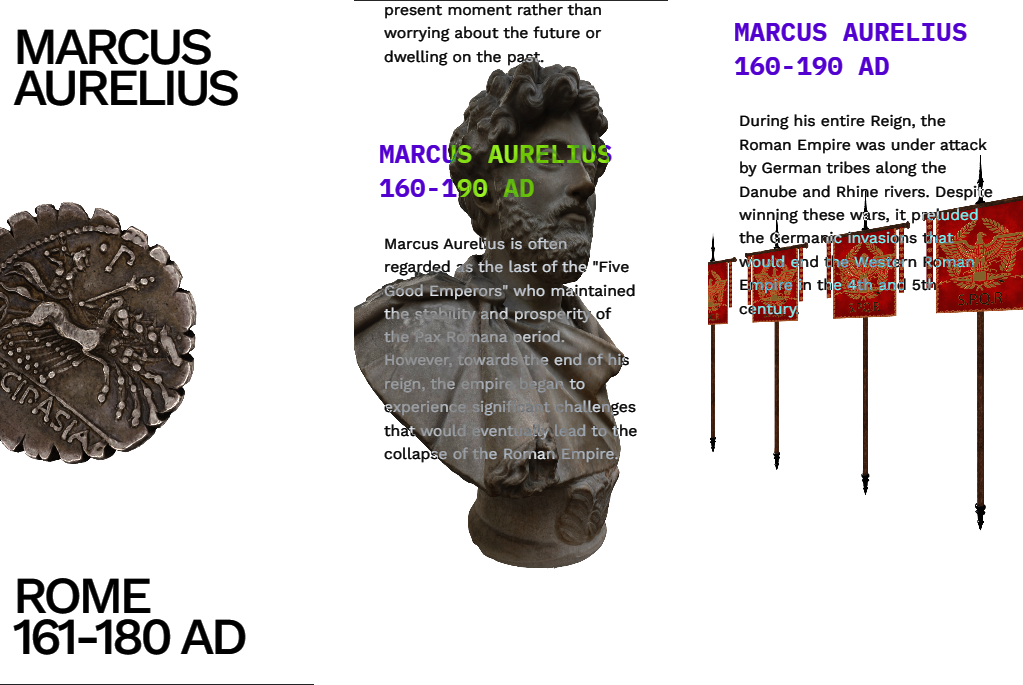 MARCUS
AURELIUS
CIPASIA
ROME
161-180 AD
present moment rather than
worrying about the future or
dwelling on the past.
MARCUS AURELIUS
160-190 AD
Marcus Aurelius is often
regarded as the last of the "Five
Good Emperors" who maintained
the stability and prosperity of
the Pax Romana period.
However, towards the end of his
reign, the empire began to
experience significant challenges
that would eventually lead to the
collapse of the Roman Empire.
MARCUS AURELIUS
160-190 AD
During his entire Reign, the
Roman Empire was under attack
by German tribes along the
Danube and Rhine rivers. Despite
winning these wars, it preluded
the Germanic invasions that
would end the Western Roman
Empire in the 4th and 5th
century.
S.P.Q.R